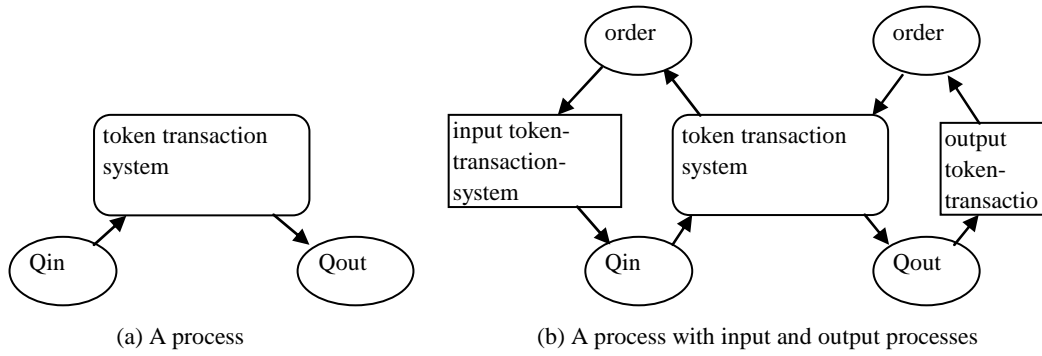 order
order
token transaction
system
input token-
transaction-
system
token transaction
system
output
token-
transactio
Qin
Qout
Qin
Qout
(a) A process
(b) A process with input and output processes